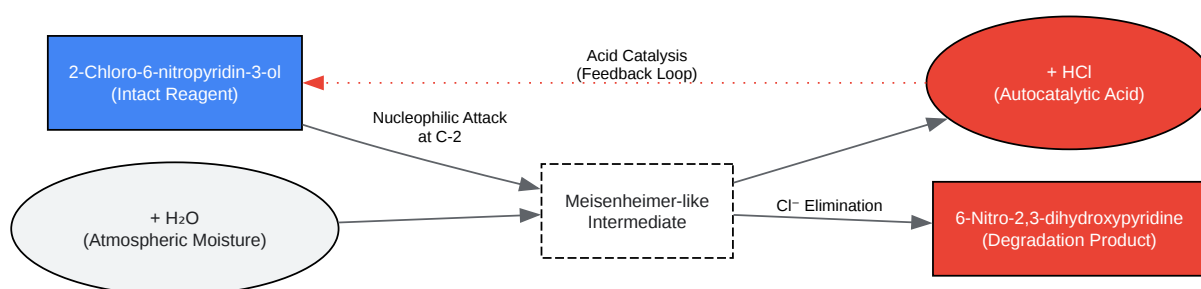 2-Chloro-6-nitropyridin-3-ol
(Intact Reagent)
Acid Catalysis
(Feedback Loop)
+ HCl
(Autocatalytic Acid)
Nucleophilic Attack
at C-2
+ H₂O
(Atmospheric Moisture)
Meisenheimer-like
Intermediate
Cl⁻ Elimination
6-Nitro-2,3-dihydroxypyridine
(Degradation Product)